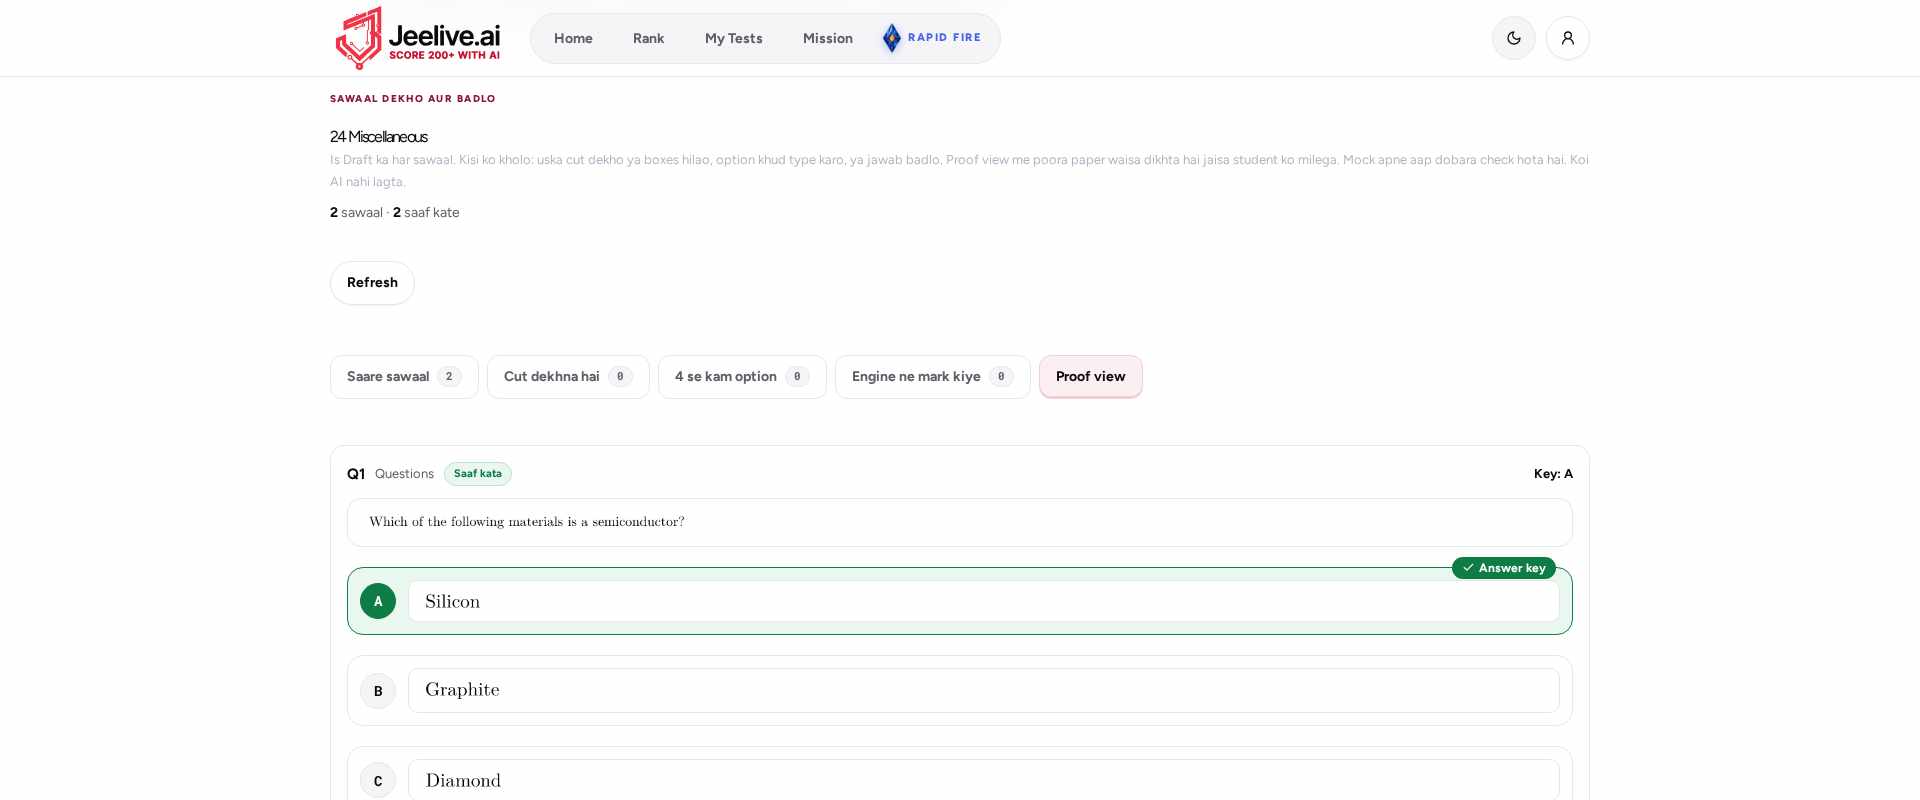 Jeelive.ai
SCORE 200+ WITH AI
Home
Rank
My Tests
Mission
RAPID FIRE
SAWAAL DEKHO AUR BADLO
24 Miscellaneous
Is Draft ka har sawaal. Kisi ko kholo: uska cut dekho ya boxes hilao, option khud type karo, ya jawab badlo. Proof view me poora paper waisa dikhta hai jaisa student ko milega. Mock apne aap dobara check hota hai. Koi
AI nahi lagta.
2 sawaal · 2 saaf kate
Refresh
Saare sawaal 2
Cut dekhna hai 0
4 se kam option 0
Engine ne mark kiye 0
Proof view
Q1 Questions Saaf kata Key: A
Which of the following materials is a semiconductor?
Answer key
A Silicon
B Graphite
C Diamond